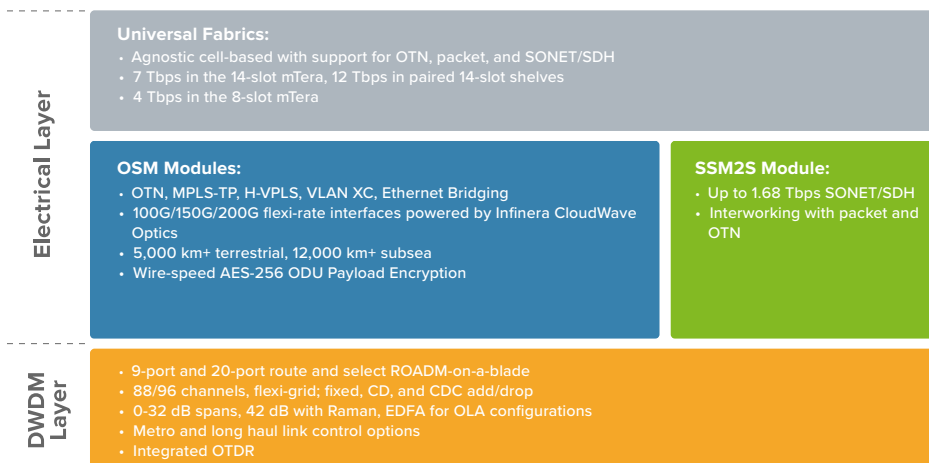 Electrical Layer
Universal Fabrics:
• Agnostic cell-based with support for OTN, packet, and SONET/SDH
• 7 Tbps in the 14-slot mTera, 12 Tbps in paired 14-slot shelves
• 4 Tbps in the 8-slot mTera
OSM Modules:
• OTN, MPLS-TP, H-VPLS, VLAN XC, Ethernet Bridging
• 100G/150G/200G flexi-rate interfaces powered by Infinera CloudWave
Optics
• 5,000 km+ terrestrial, 12,000 km+ subsea
• Wire-speed AES-256 ODU Payload Encryption
SSM2S Module:
• Up to 1.68 Tbps SONET/SDH
• Interworking with packet and
OTN
DWDM
Layer
• 9-port and 20-port route and select ROADM-on-a-blade
• 88/96 channels, flexi-grid; fixed, CD, and CDC add/drop
• 0-32 dB spans, 42 dB with Raman, EDFA for OLA configurations
• Metro and long haul link control options
• Integrated OTDR